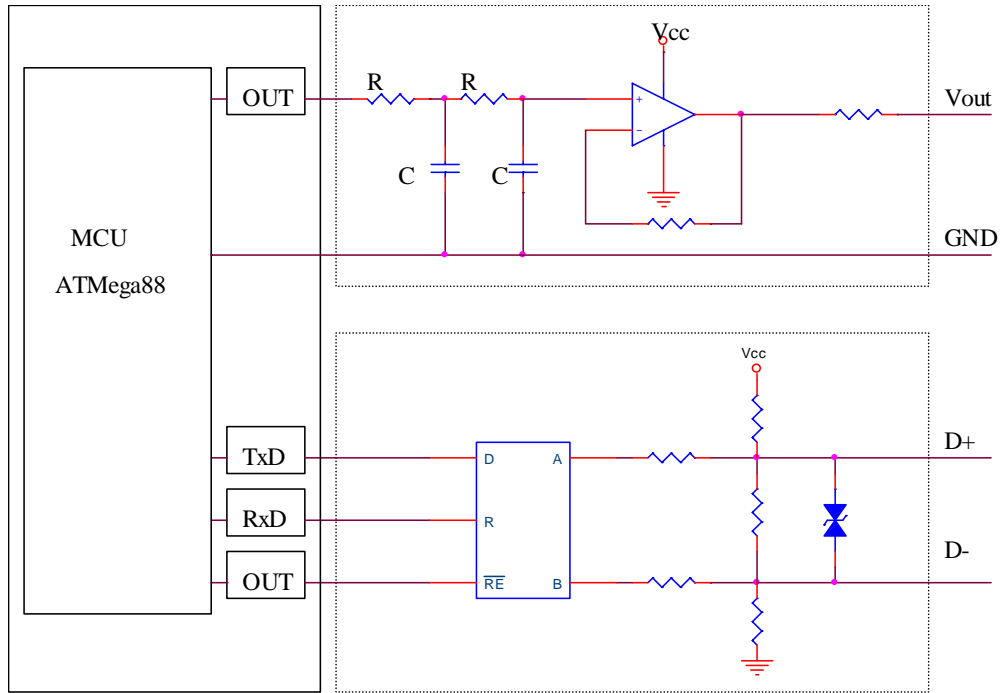 Vcc
OUT
R
R
+
-
Vout
C
C
MCU
ATMega88
GND
Vcc
TxD
D
A
D+
RxD
R
D-
OUT
RE
B